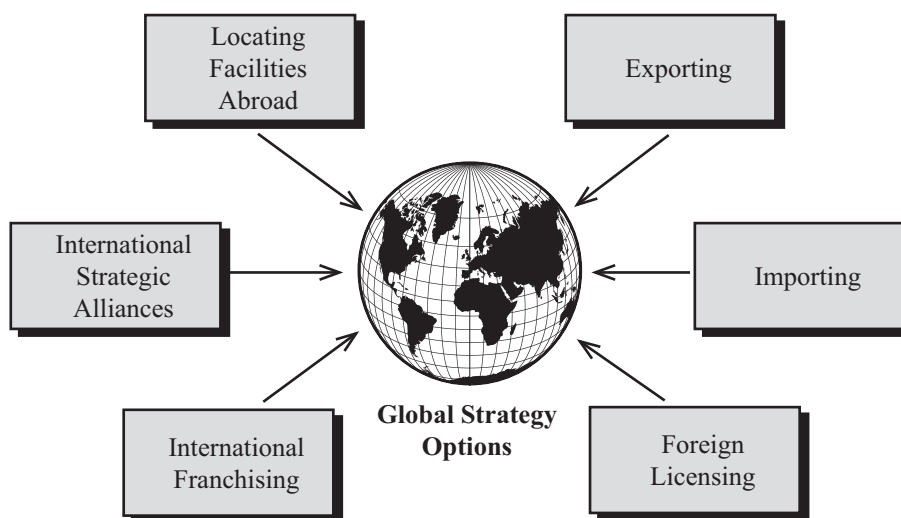 Locating
Facilities
Abroad
Exporting
International
Strategic
Alliances
Importing
International
Franchising
Global Strategy
Options
Foreign
Licensing